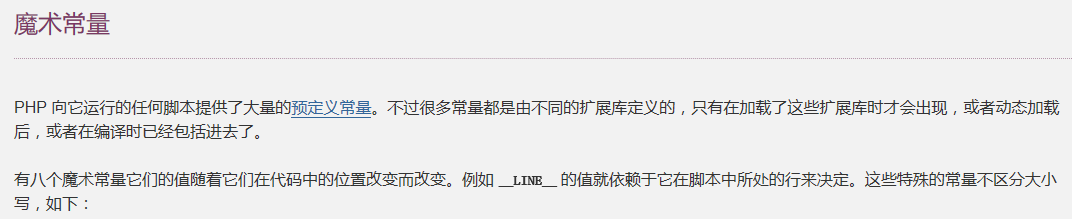 魔术常量
PHP 向它运行的任何脚本提供了大量的预定义常量。不过很多常量都是由不同的扩展库定义的，只有在加载了这些扩展库时才会出现，或者动态加载
后，或者在编译时已经包括进去了。
有八个魔术常量它们的值随着它们在代码中的位置改变而改变。例如 __LINE__ 的值就依赖于它在脚本中所处的行来决定。这些特殊的常量不区分大小
写，如下：